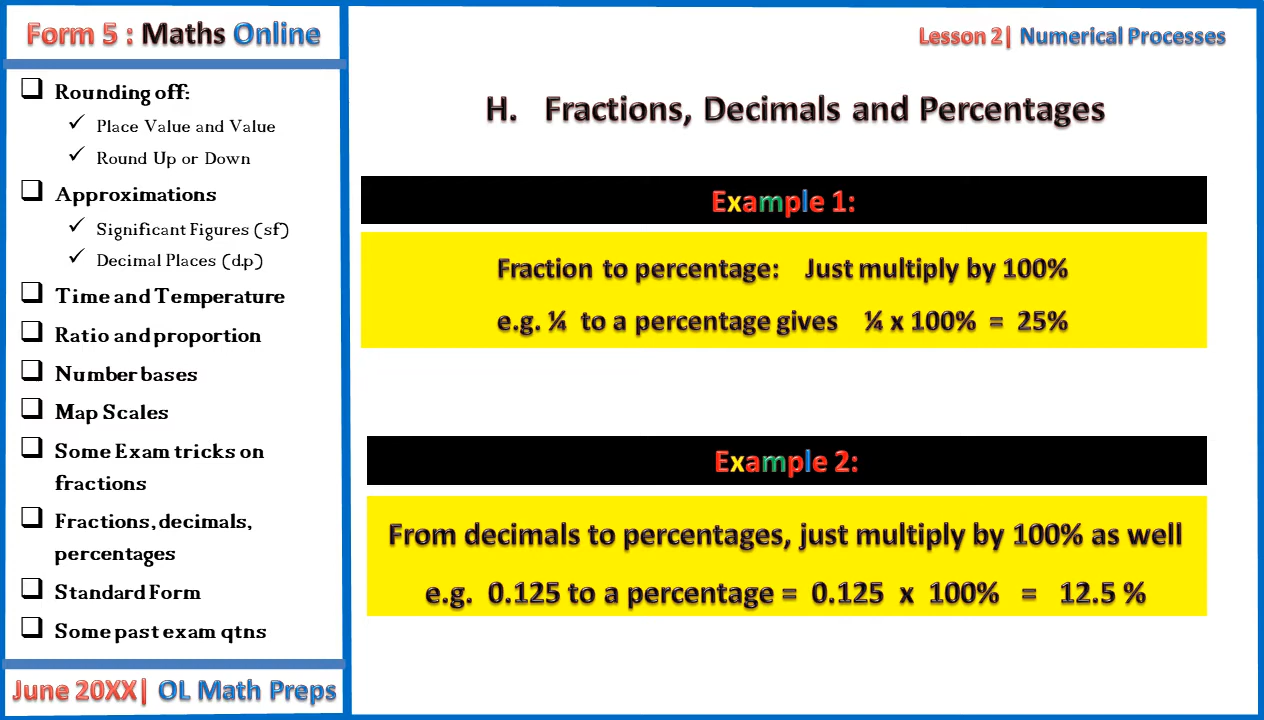 Form 5 : Maths Online
Rounding off:
Place Value and Value
Round Up or Down
Approximations
Significant Figures (sf)
Decimal Places (d.p)
Time and Temperature
Ratio and proportion
Number bases
Map Scales
Some Exam tricks on
fractions
Fractions, decimals,
percentages
Standard Form
Some past exam qtns
June 20XX| OL Math Preps
Lesson 2| Numerical Processes
H. Fractions, Decimals and Percentages
Example 1:
Fraction to percentage: Just multiply by 100%
e.g. ¼ to a percentage gives ¼ x 100% = 25%
Example 2:
From decimals to percentages, just multiply by 100% as well
e.g. 0.125 to a percentage = 0.125 x 100% = 12.5 %